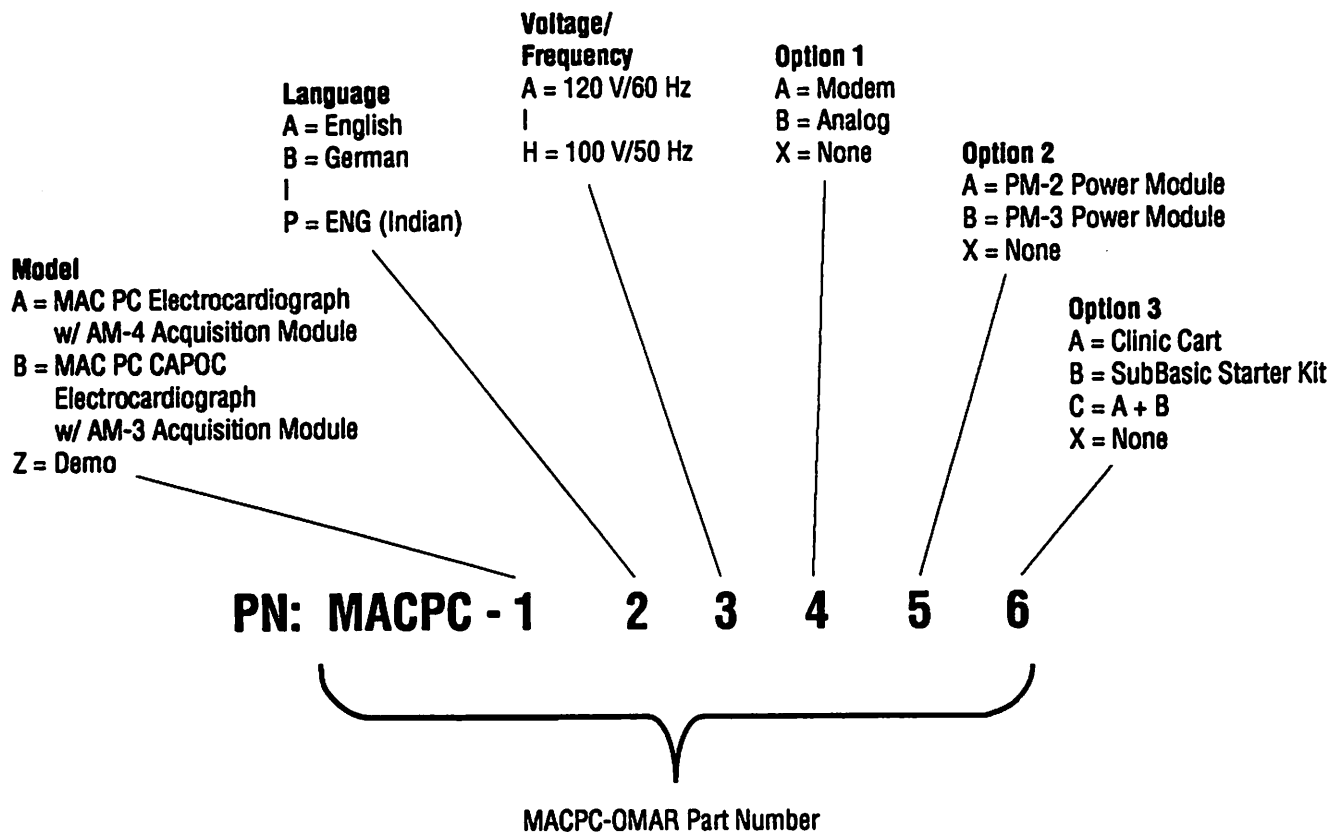 Voltage/
Frequency
A = 120 V/60 Hz
|
H = 100 V/50 Hz
Option 1
A = Modem
B = Analog
X = None
Language
A = English
B = German
|
P = ENG (Indian)
Option 2
A = PM-2 Power Module
B = PM-3 Power Module
X = None
Model
A = MAC PC Electrocardiograph
w/ AM-4 Acquisition Module
B = MAC PC CAPOC
Electrocardiograph
w/ AM-3 Acquisition Module
Z = Demo
Option 3
A = Clinic Cart
B = SubBasic Starter Kit
C = A + B
X = None
PN: MACPC - 1 2 3 4 5 6
MACPC-OMAR Part Number